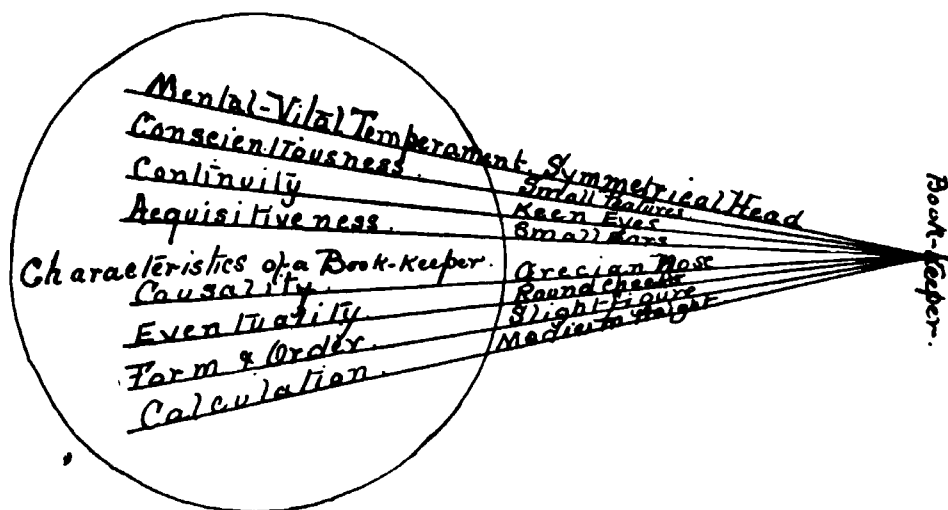 Mental-Vital Temperament. Symmetrical Head
Conscientiousness. Small Features.
Continuity Keen Eyes
Acquisitiveness. Small Ears
Characteristics of a Book-Keeper.
Causality. Grecian Nose
Eventuality. Round Cheeks
Form & Order. Slight-Figure
Calculation. Medium Height
Book-Keeper.